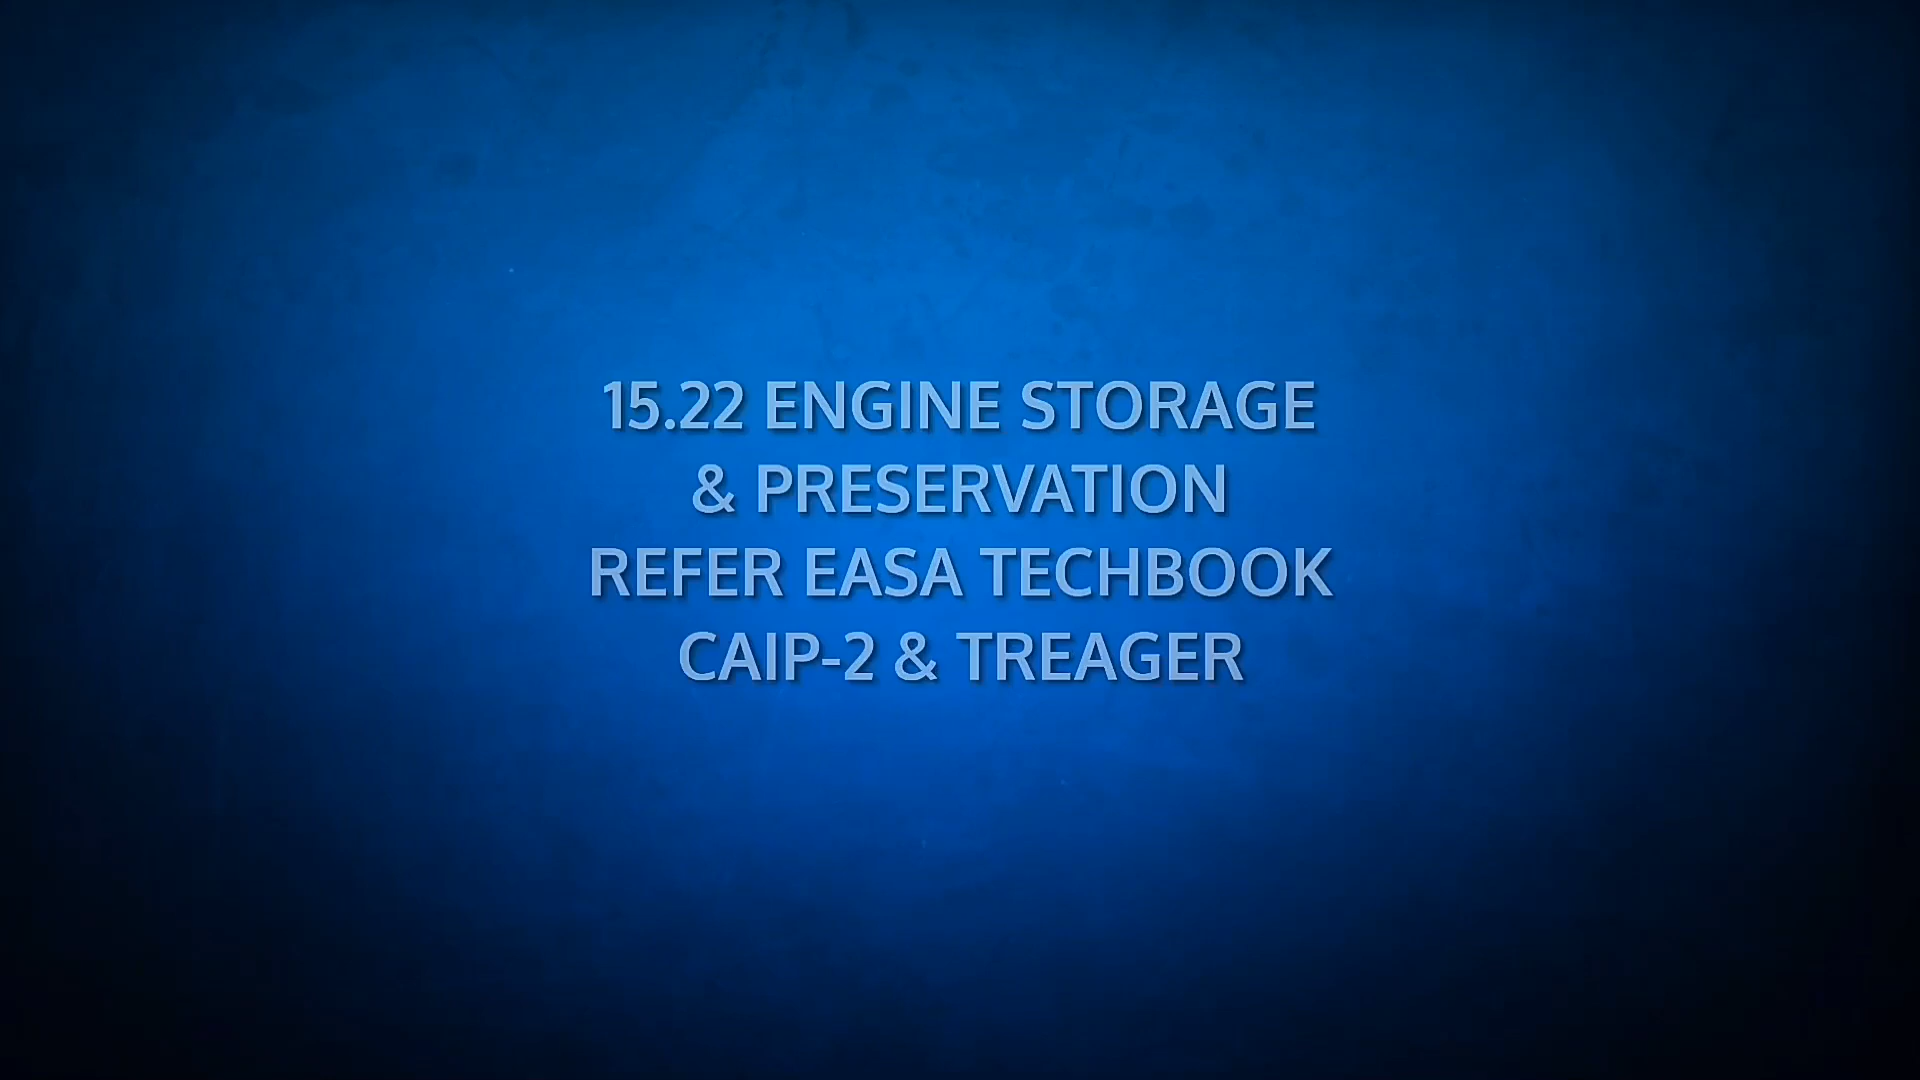 15.22 ENGINE STORAGE
& PRESERVATION
REFER EASA TECHBOOK
CAIP-2 & TREAGER